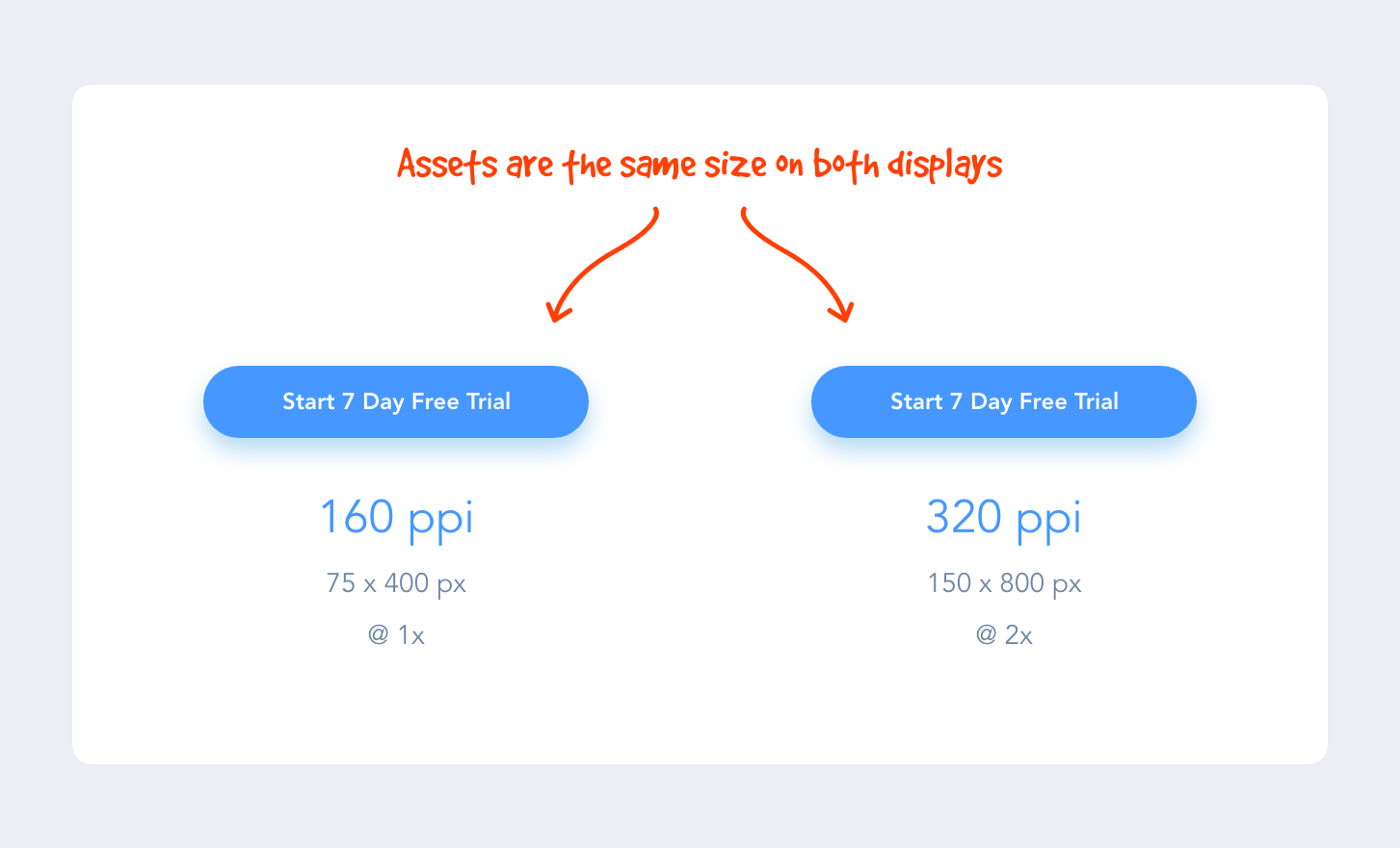 Assets are the same size on both displays
Start 7 Day Free Trial
160 ppi
75 x 400 px
@ 1x
Start 7 Day Free Trial
320 ppi
150 x 800 px
@ 2x